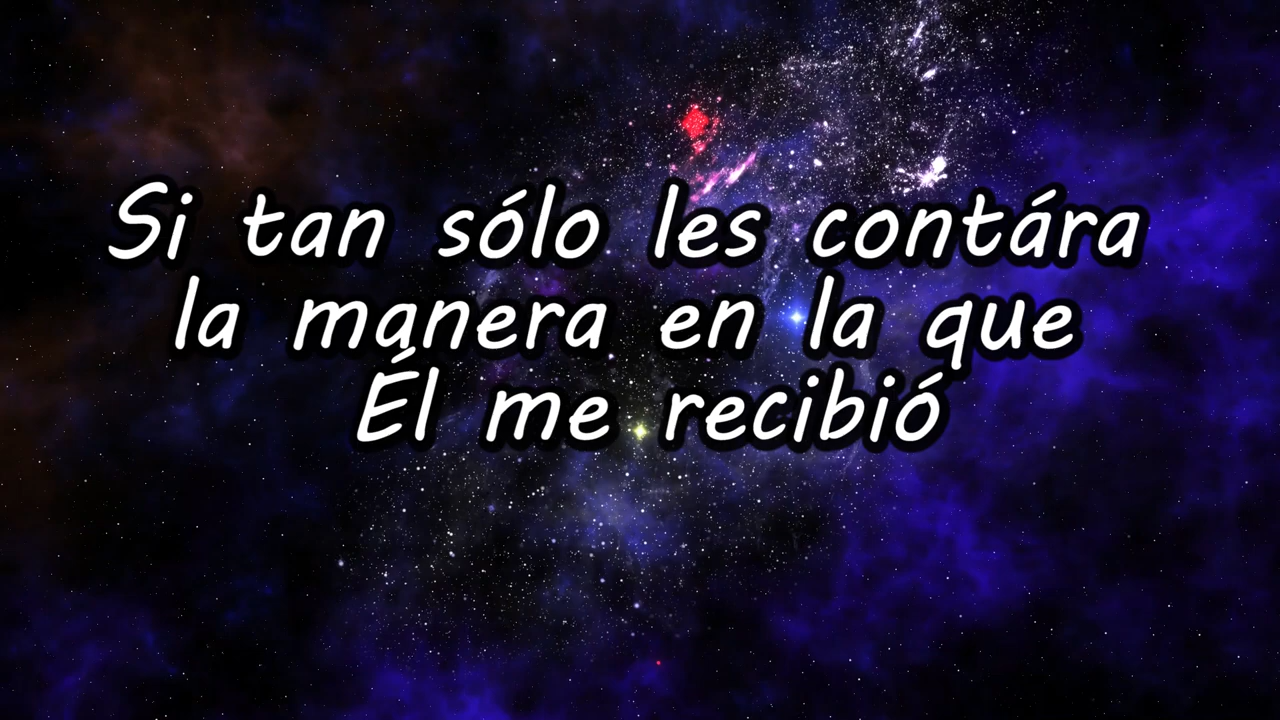 Si tan sólo les contára
la manera en la que
Él me recibió